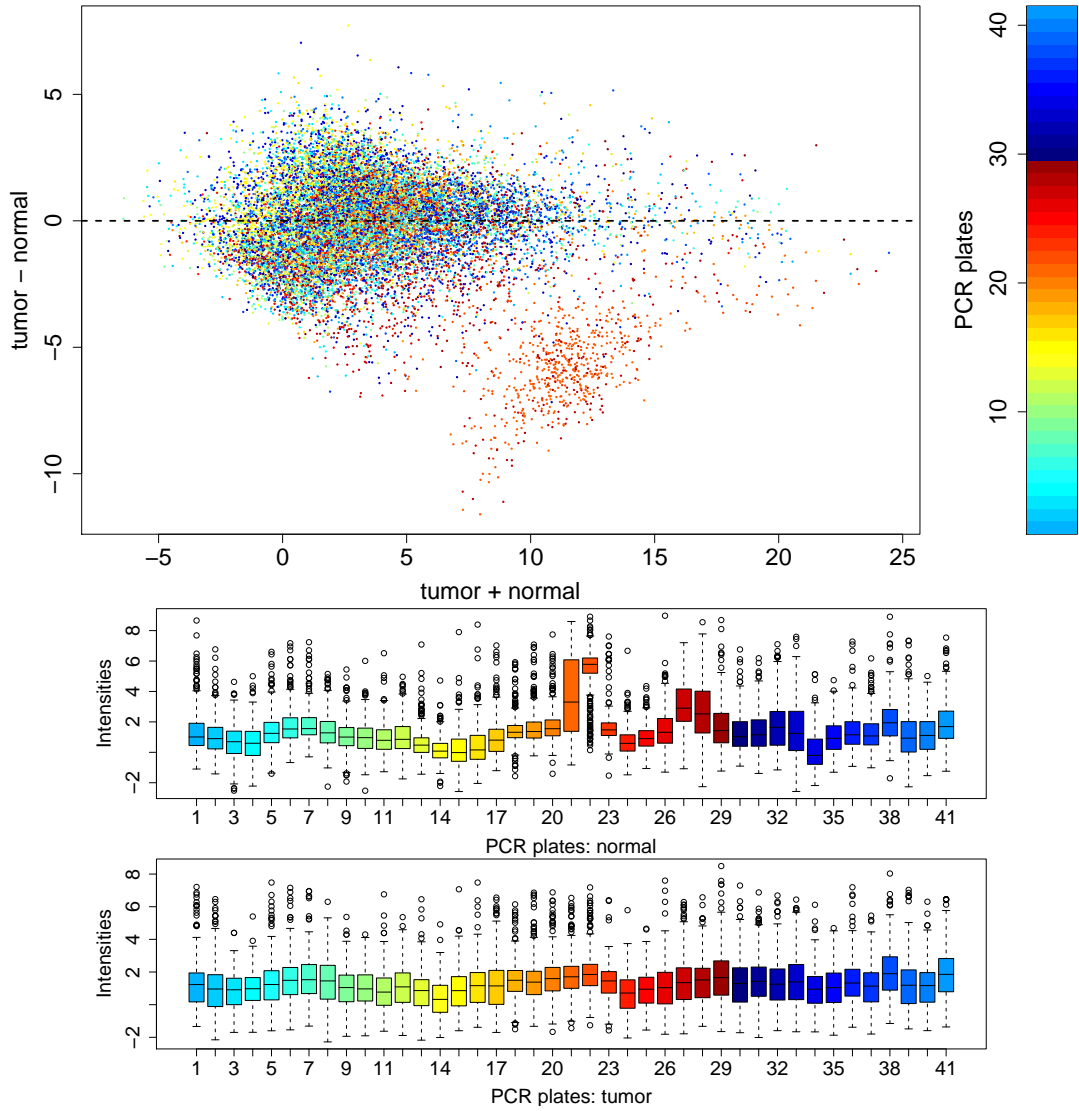 5
0
−5
−10
tumor − normal
−5
0
5
10
15
20
25
tumor + normal
40
30
20
10
PCR plates
8
6
4
2
−2
Intensities
1 3 5 7 9 11 14 17 20 23 26 29 32 35 38 41
PCR plates: normal
8
6
4
2
−2
Intensities
1 3 5 7 9 11 14 17 20 23 26 29 32 35 38 41
PCR plates: tumor